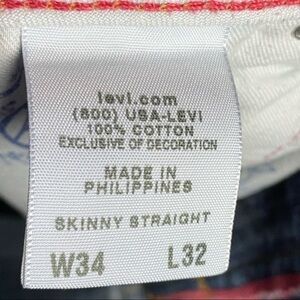 levi.com
(800) USA-LEVI
100% COTTON
EXCLUSIVE OF DECORATION
MADE IN
PHILIPPINES
SKINNY STRAIGHT
W34 L32